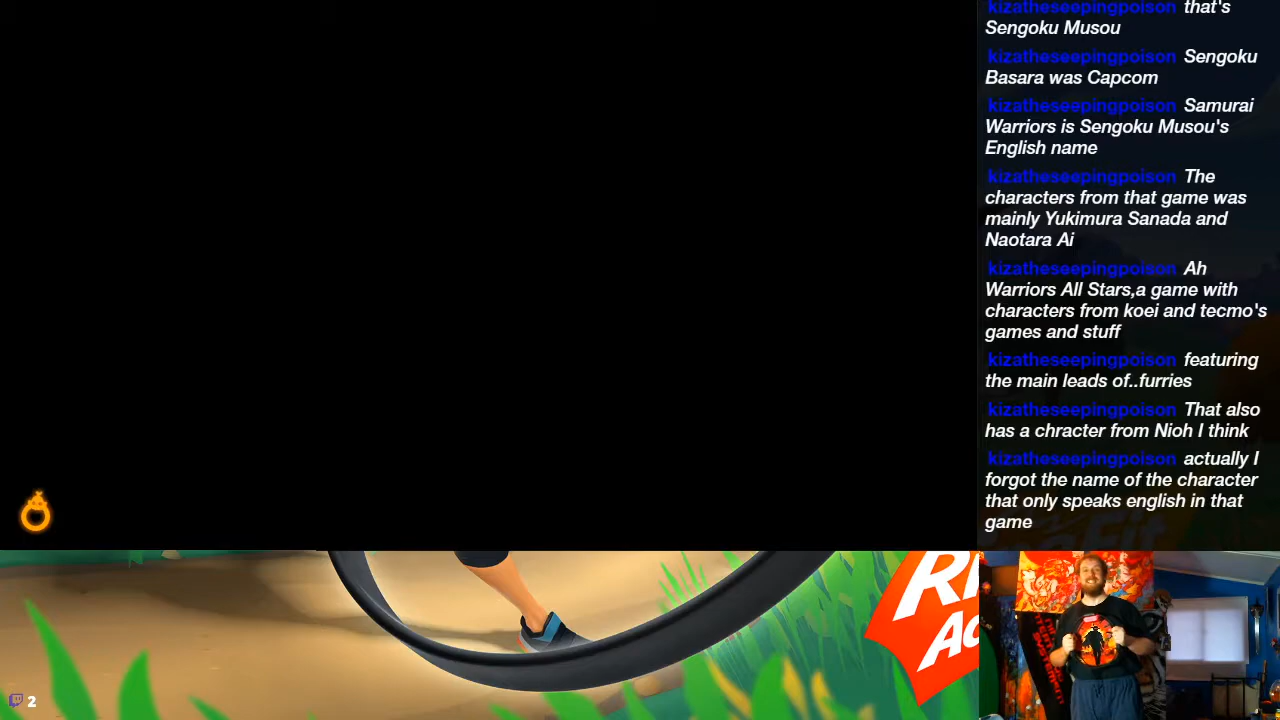 kizatheseepingpoison that's
Sengoku Musou
kizatheseepingpoison Sengoku
Basara was Capcom
kizatheseepingpoison Samurai
Warriors is Sengoku Musou's
English name
kizatheseepingpoison The
characters from that game was
mainly Yukimura Sanada and
Naotara Ai
kizatheseepingpoison Ah
Warriors All Stars,a game with
characters from koei and tecmo's
games and stuff
kizatheseepingpoison featuring
the main leads of..furries
kizatheseepingpoison That also
has a chracter from Nioh I think
kizatheseepingpoison actually I
forgot the name of the character
that only speaks english in that
game
2